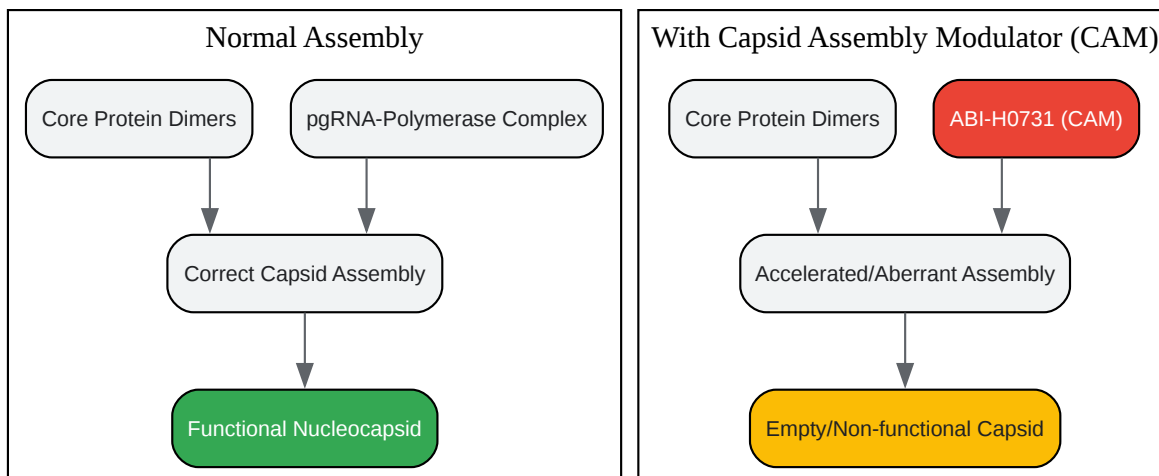 Normal Assembly
Core Protein Dimers
pgRNA-Polymerase Complex
Correct Capsid Assembly
Functional Nucleocapsid
With Capsid Assembly Modulator (CAM)
Core Protein Dimers
ABI-H0731 (CAM)
Accelerated/Aberrant Assembly
Empty/Non-functional Capsid